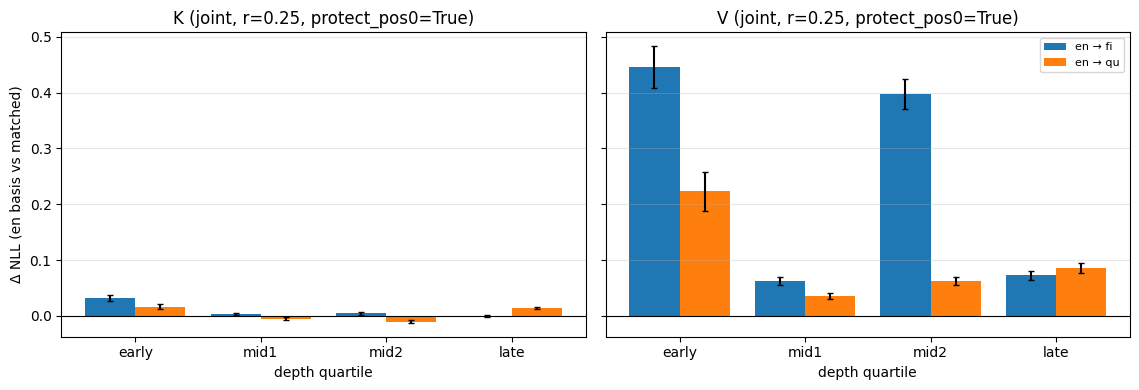 K (joint, r=0.25, protect_pos0=True)
V (joint, r=0.25, protect_pos0=True)
Δ NLL (en basis vs matched)
0.5
0.4
0.3
0.2
0.1
0.0
en → fi
en → qu
early
mid1
mid2
late
early
mid1
mid2
late
depth quartile
depth quartile